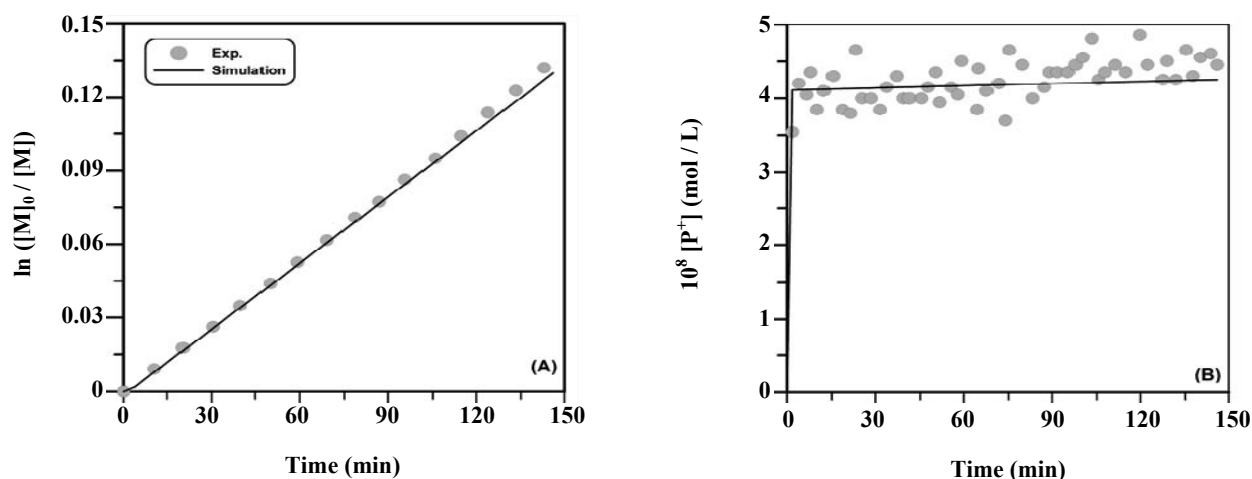 0.15
0.12
0.09
0.06
0.03
0
0 30 60 90 120 150
ln ([M]₀ / [M])
Time (min)
Exp.
Simulation
(A)
5
4
3
2
1
0
0 30 60 90 120 150
10⁸ [P⁺] (mol / L)
Time (min)
(B)